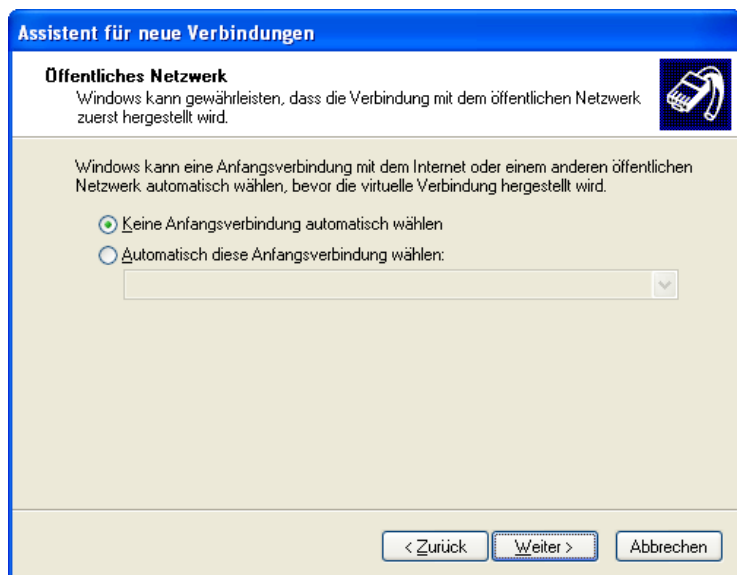 Assistent für neue Verbindungen
Öffentliches Netzwerk
Windows kann gewährleisten, dass die Verbindung mit dem öffentlichen Netzwerk
zuerst hergestellt wird.
Windows kann eine Anfangsverbindung mit dem Internet oder einem anderen öffentlichen
Netzwerk automatisch wählen, bevor die virtuelle Verbindung hergestellt wird.
Keine Anfangsverbindung automatisch wählen
Automatisch diese Anfangsverbindung wählen:
< Zurück Weiter > Abbrechen